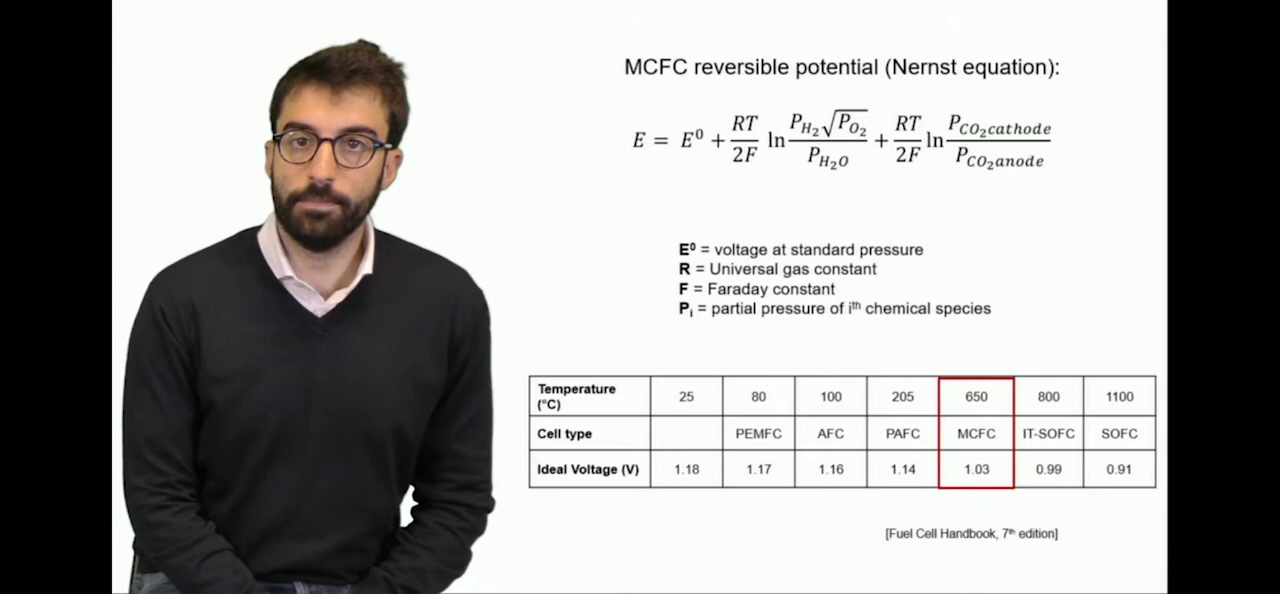 MCFC reversible potential (Nernst equation):
E = E⁰ + RT/2F ln P_H₂√P_O₂/P_H₂O + RT/2F ln P_CO₂cathode/P_CO₂anode
E⁰ = voltage at standard pressure
R = Universal gas constant
F = Faraday constant
Pᵢ = partial pressure of iᵗʰ chemical species
Temperature (°C) 25 80 100 205 650 800 1100
Cell type PEMFC AFC PAFC MCFC IT-SOFC SOFC
Ideal Voltage (V) 1.18 1.17 1.16 1.14 1.03 0.99 0.91
[Fuel Cell Handbook, 7ᵗʰ edition]